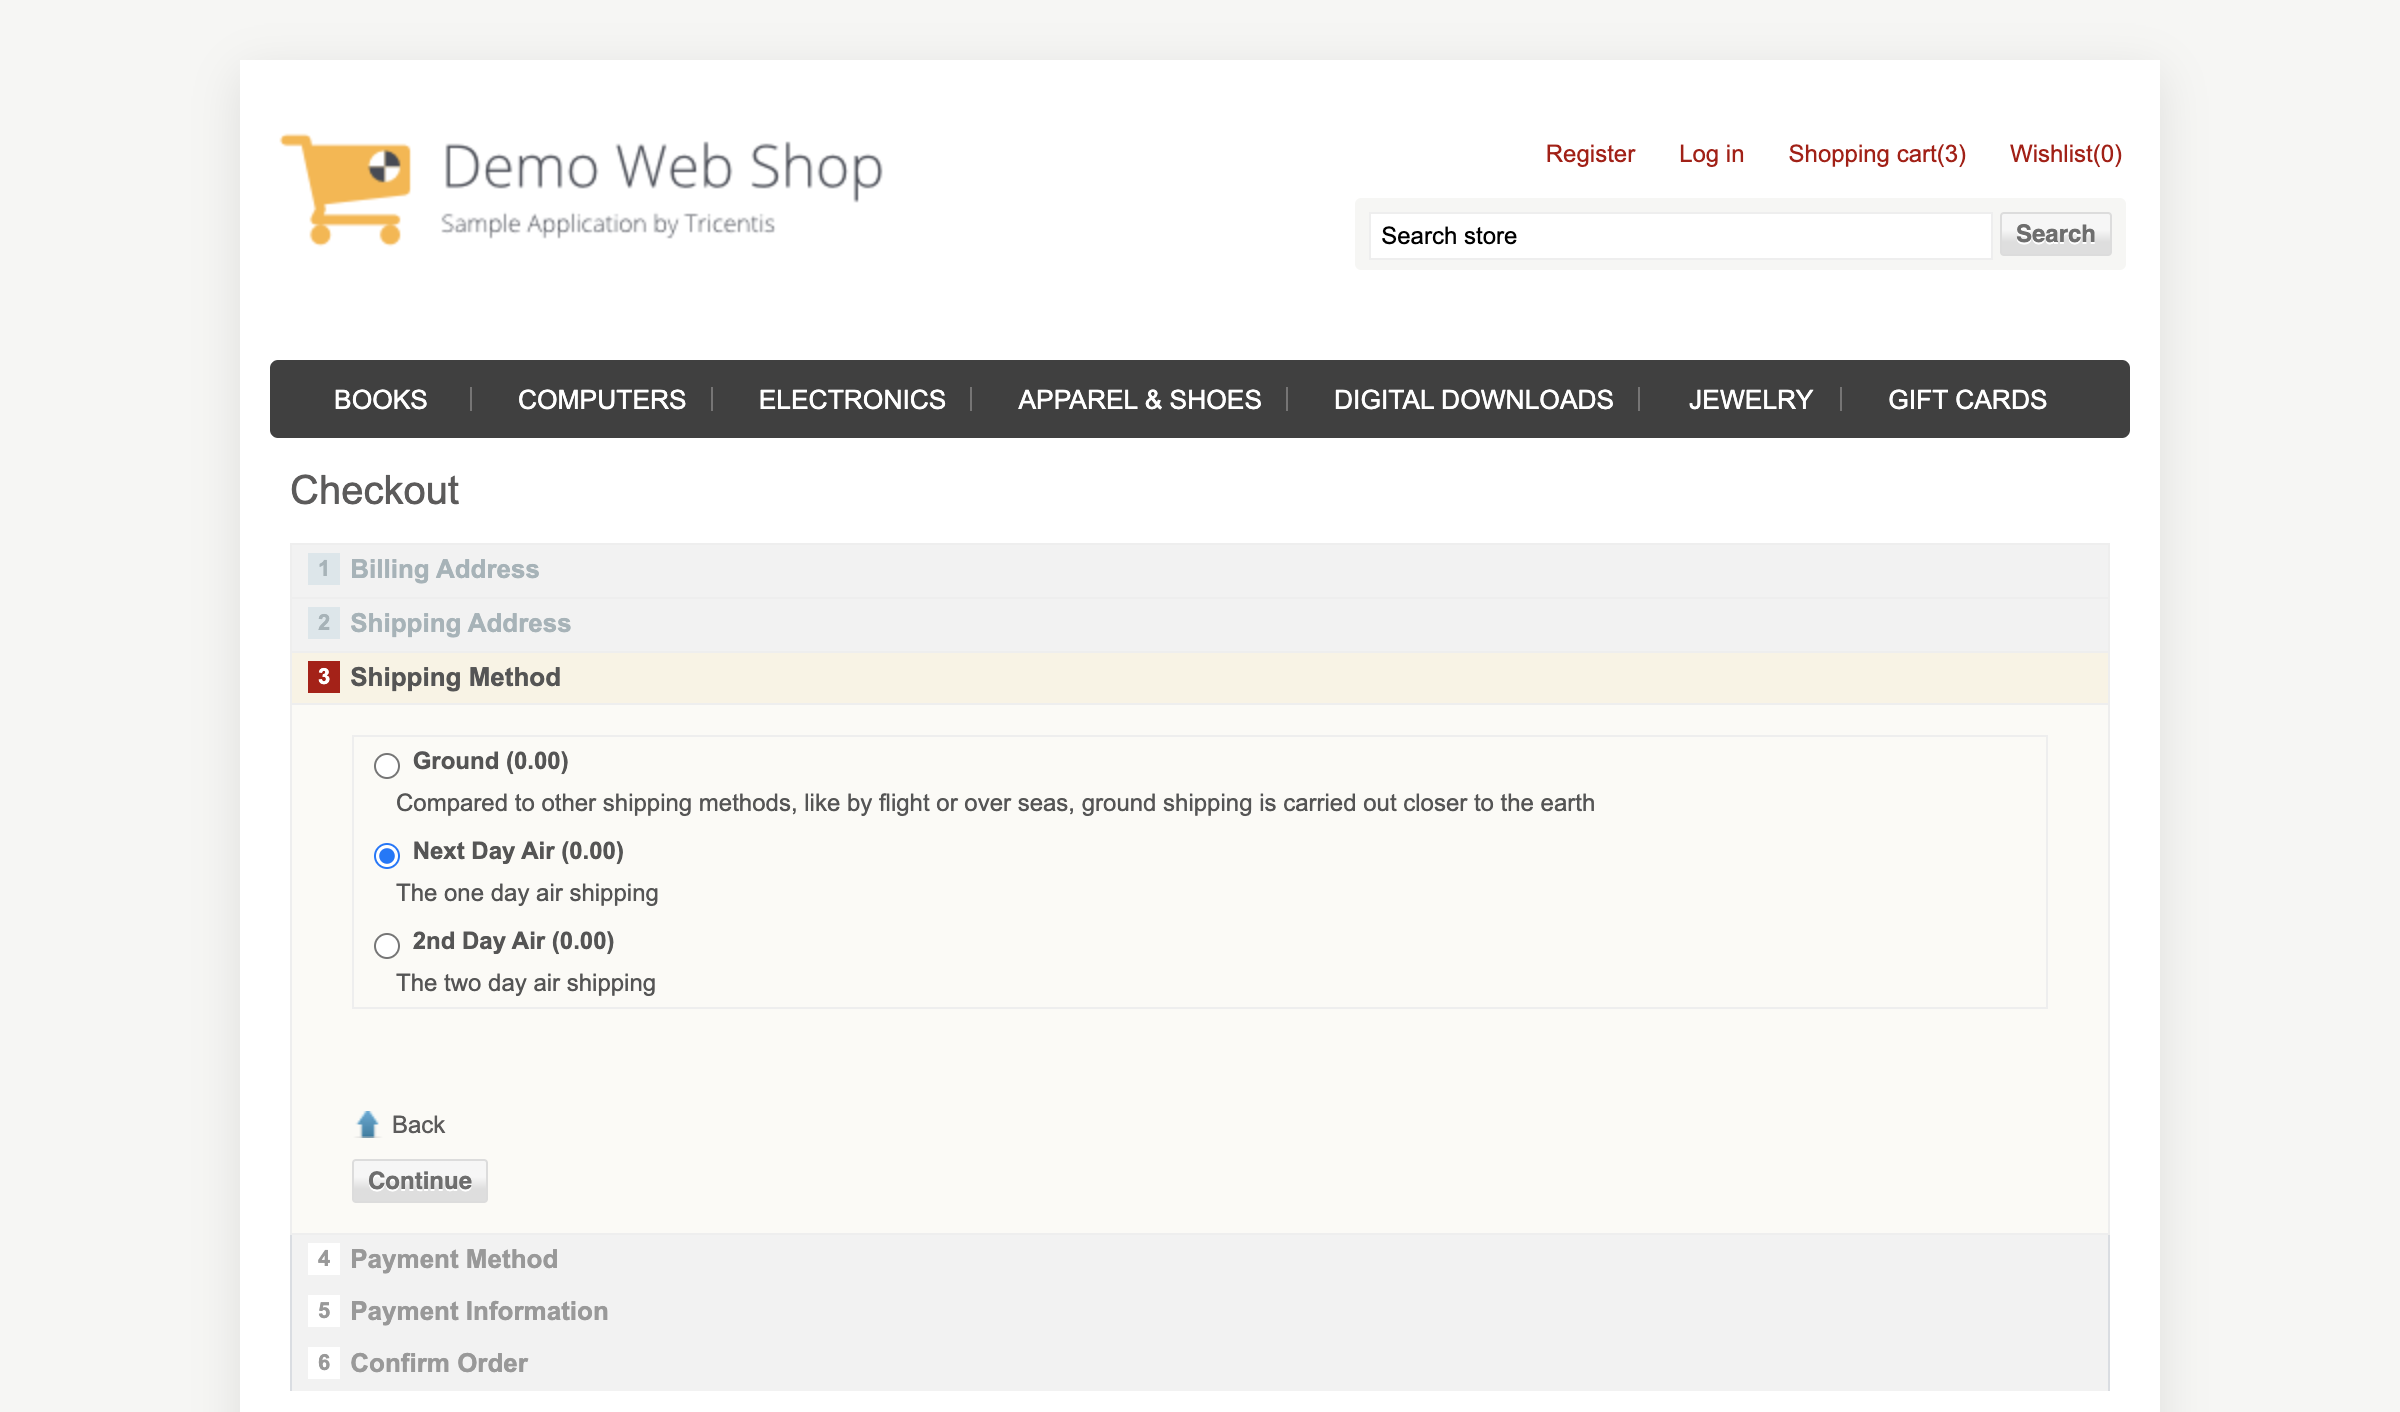 Demo Web Shop
Sample Application by Tricentis
Register Log in Shopping cart(3) Wishlist(0)
Search store Search
BOOKS COMPUTERS ELECTRONICS APPAREL & SHOES DIGITAL DOWNLOADS JEWELRY GIFT CARDS
Checkout
1 Billing Address
2 Shipping Address
3 Shipping Method
Ground (0.00)
Compared to other shipping methods, like by flight or over seas, ground shipping is carried out closer to the earth
Next Day Air (0.00)
The one day air shipping
2nd Day Air (0.00)
The two day air shipping
Back
Continue
4 Payment Method
5 Payment Information
6 Confirm Order